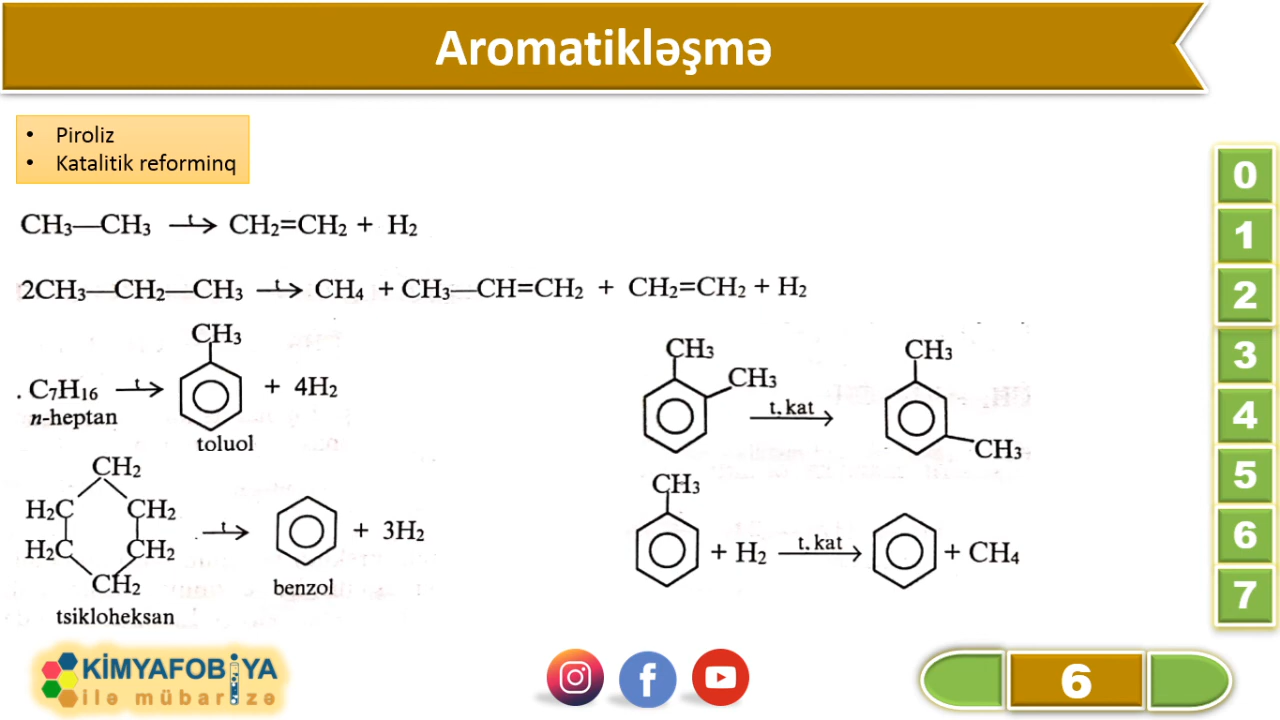 Aromatikləşmə
• Piroliz
• Katalitik reforminq
CH₃—CH₃ —t→ CH₂=CH₂ + H₂
2CH₃—CH₂—CH₃ —t→ CH₄ + CH₃—CH=CH₂ + CH₂=CH₂ + H₂
CH₃
. C₇H₁₆ —t→ + 4H₂
n-heptan
toluol
CH₂
H₂C CH₂
H₂C CH₂
CH₂
—t→ + 3H₂
tsikloheksan
benzol
CH₃
CH₃
t, kat
CH₃
CH₃
CH₃
+ H₂ t, kat → + CH₄
0
1
2
3
4
5
6
7
KİMYAFOBİYA
ilə mübarizə
6